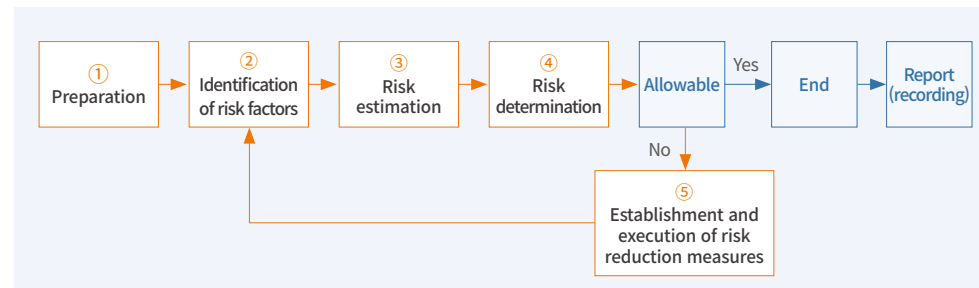 ①
Preparation
②
Identification
of risk factors
③
Risk
estimation
④
Risk
determination
Allowable
Yes
End
Report
(recording)
No
⑤
Establishment and
execution of risk
reduction measures